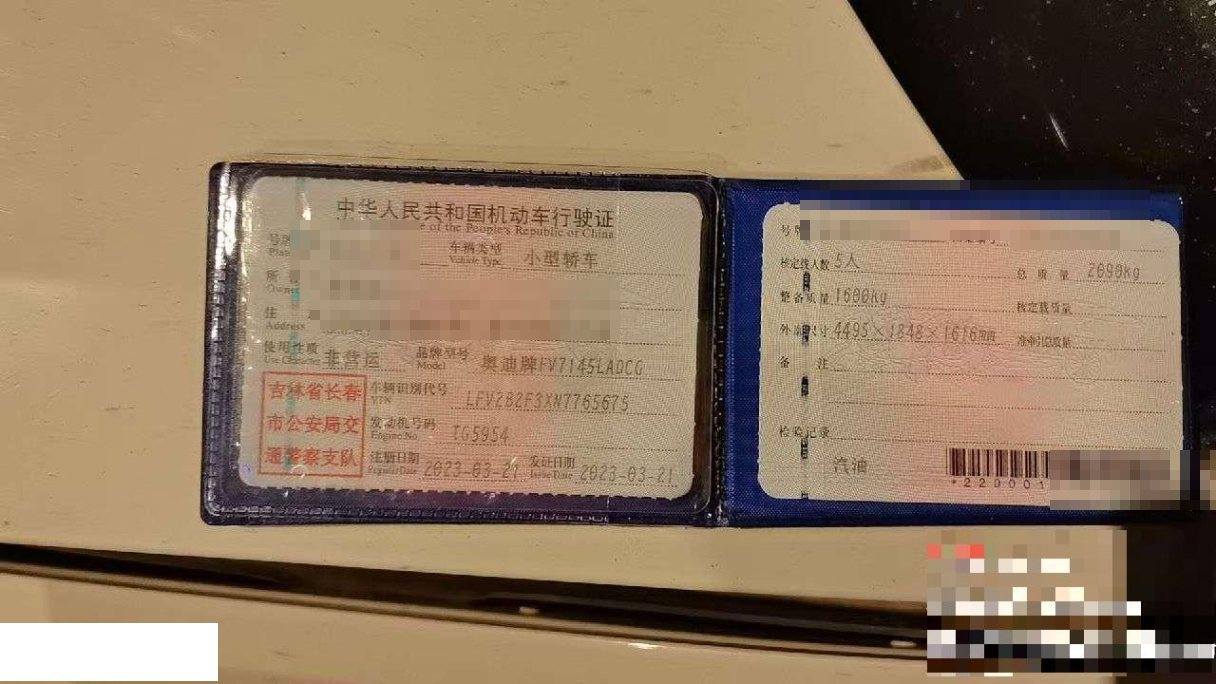 中华人民共和国机动车行驶证
e of the People's Republic of China
号牌
车辆类型 小型轿车
Vehicle Type
所
Owner
住
Address
使用性质 非营运 品牌型号 奥迪牌FV7145LADCG
Use Character Model
吉林省长春
市公安局交
通警察支队
车辆识别代号 LFV2B2F3XN7765675
VIN
发动机号码 TG5954
Engine No.
注册日期 2023-03-21 发证日期 2023-03-21
Register Date Issue Date
号牌
核定载人数 5人 总质量 2090kg
整备质量 1600kg 核定载质量
外廓尺寸 4495×1848×1616mm 准牵引总质量
备注
检验记录
汽油
*220001